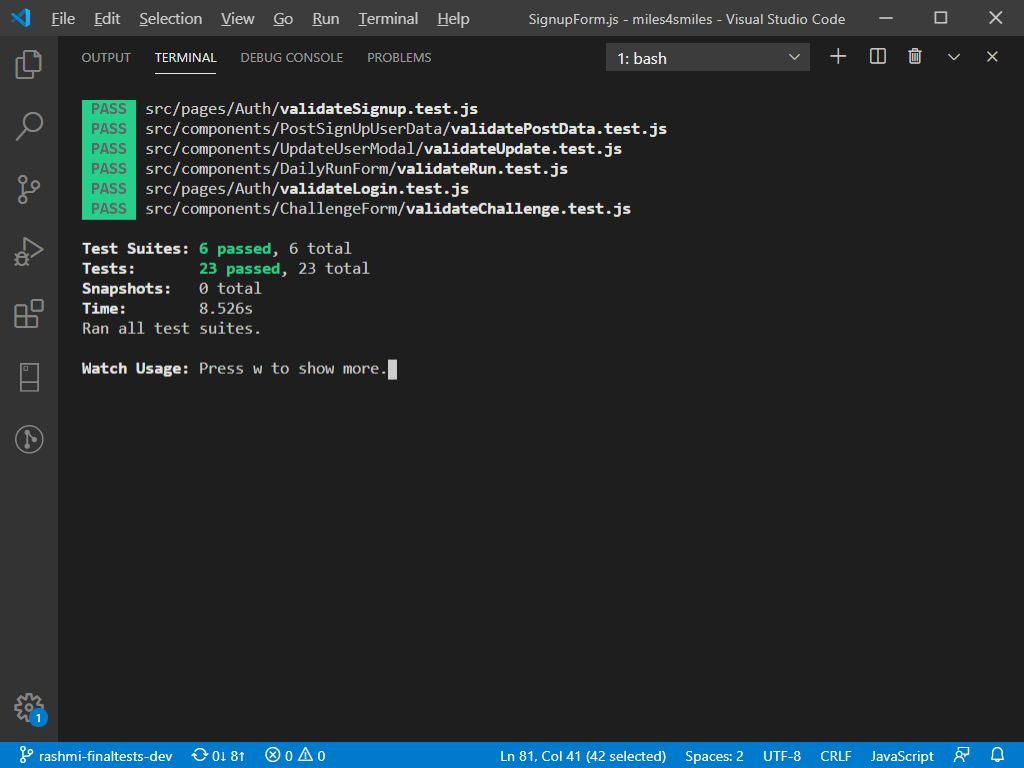 File Edit Selection View Go Run Terminal Help SignupForm.js - miles4smiles - Visual Studio Code
OUTPUT TERMINAL DEBUG CONSOLE PROBLEMS 1: bash
PASS src/pages/Auth/validateSignup.test.js
PASS src/components/PostSignUpUserData/validatePostData.test.js
PASS src/components/UpdateUserModal/validateUpdate.test.js
PASS src/components/DailyRunForm/validateRun.test.js
PASS src/pages/Auth/validateLogin.test.js
PASS src/components/ChallengeForm/validateChallenge.test.js
Test Suites: 6 passed, 6 total
Tests: 23 passed, 23 total
Snapshots: 0 total
Time: 8.526s
Ran all test suites.
Watch Usage: Press w to show more.
1
rashmi-finaltests-dev 0↓ 8↑ 0 0 Ln 81, Col 41 (42 selected) Spaces: 2 UTF-8 CRLF JavaScript